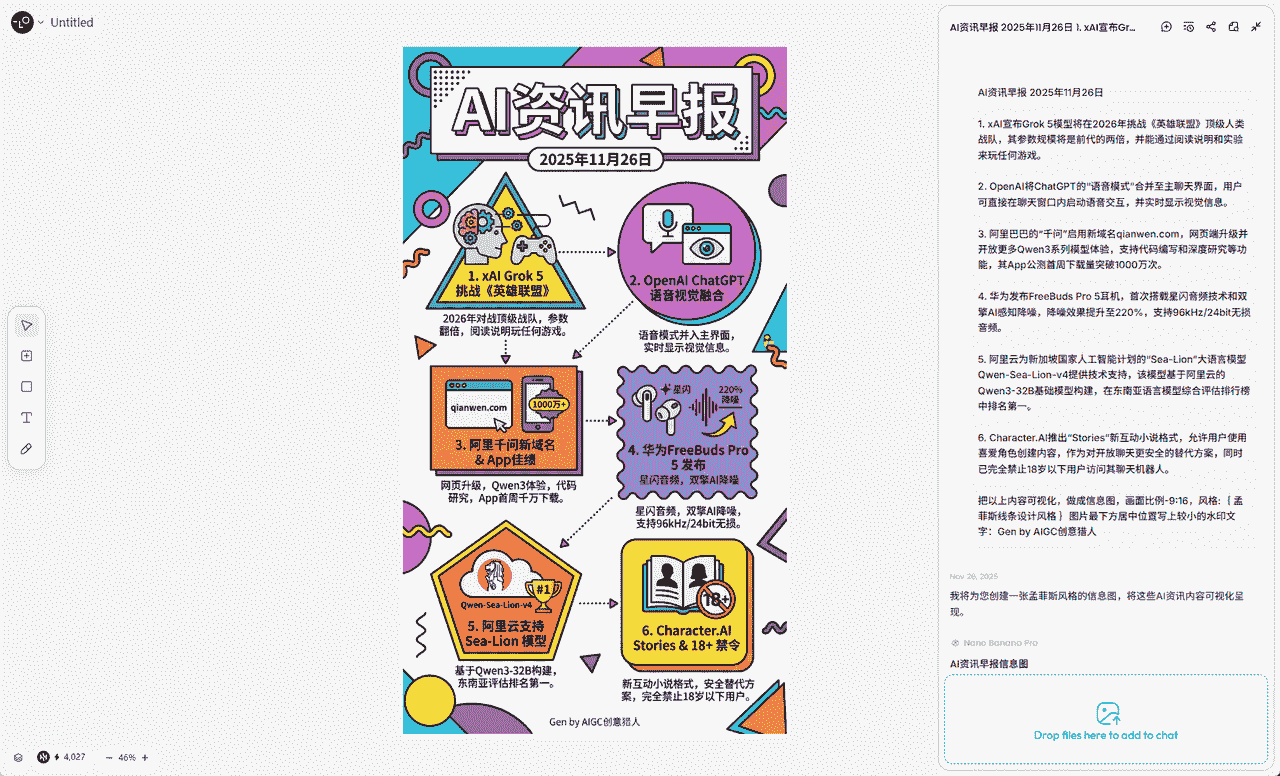 Untitled
AI资讯早报
2025年11月26日
1. xAI Grok 5
挑战《英雄联盟》
2026年对战顶级战队，参数
翻倍，阅读说明玩任何游戏。
2. OpenAI ChatGPT
语音视觉融合
语音模式并入主界面，
实时显示视觉信息。
qianwen.com
1000万+
3. 阿里千问新域名
& App佳绩
网页升级，Qwen3体验，代码
研究，App首周千万下载。
星闪
220%
降噪
4. 华为FreeBuds Pro
5 发布
星闪音频，双擎AI降噪
星闪音频，双擎AI降噪，
支持96kHz/24bit无损。
#1
Qwen-Sea-Lion-v4
5. 阿里云支持
Sea-Lion 模型
基于Qwen3-32B构建，
东南亚评估排名第一。
18+
6. Character.AI
Stories & 18+ 禁令
新互动小说格式，安全替代方
案，完全禁止18岁以下用户。
Gen by AIGC创意猎人
4,027
46%
AI资讯早报 2025年11月26日 1. xAI宣布Gr...
AI资讯早报 2025年11月26日
1. xAI宣布Grok 5模型将在2026年挑战《英雄联盟》顶级人类
战队，其参数规模将是前代的两倍，并能通过阅读说明和实验
来玩任何游戏。
2. OpenAI将ChatGPT的“语音模式”合并至主聊天界面，用户
可直接在聊天窗口内启动语音交互，并实时显示视觉信息。
3. 阿里巴巴的“千问”启用新域名qianwen.com，网页端升级并
开放更多Qwen3系列模型体验，支持代码编写和深度研究等功
能，其App公测首周下载量突破1000万次。
4. 华为发布FreeBuds Pro 5耳机，首次搭载星闪音频技术和双
擎AI感知降噪，降噪效果提升至220%，支持96kHz/24bit无损
音频。
5. 阿里云为新加坡国家人工智能计划的“Sea-Lion”大语言模型
Qwen-Sea-Lion-v4提供技术支持，该模型基于阿里云的
Qwen3-32B基础模型构建，在东南亚语言模型综合评估排行榜
中排名第一。
6. Character.AI推出“Stories”新互动小说格式，允许用户使用
喜爱角色创建内容，作为对开放聊天更安全的替代方案，同时
已完全禁止18岁以下用户访问其聊天机器人。
把以上内容可视化，做成信息图，画面比例-9:16，风格:｛ 孟
菲斯线条设计风格 ｝ 图片最下方居中位置写上较小的水印文
字：Gen by AIGC创意猎人
Nov 26, 2025
我将为您创建一张孟菲斯风格的信息图，将这些AI资讯内容可视化呈
现。
Nano Banana Pro
AI资讯早报信息图
Drop files here to add to chat